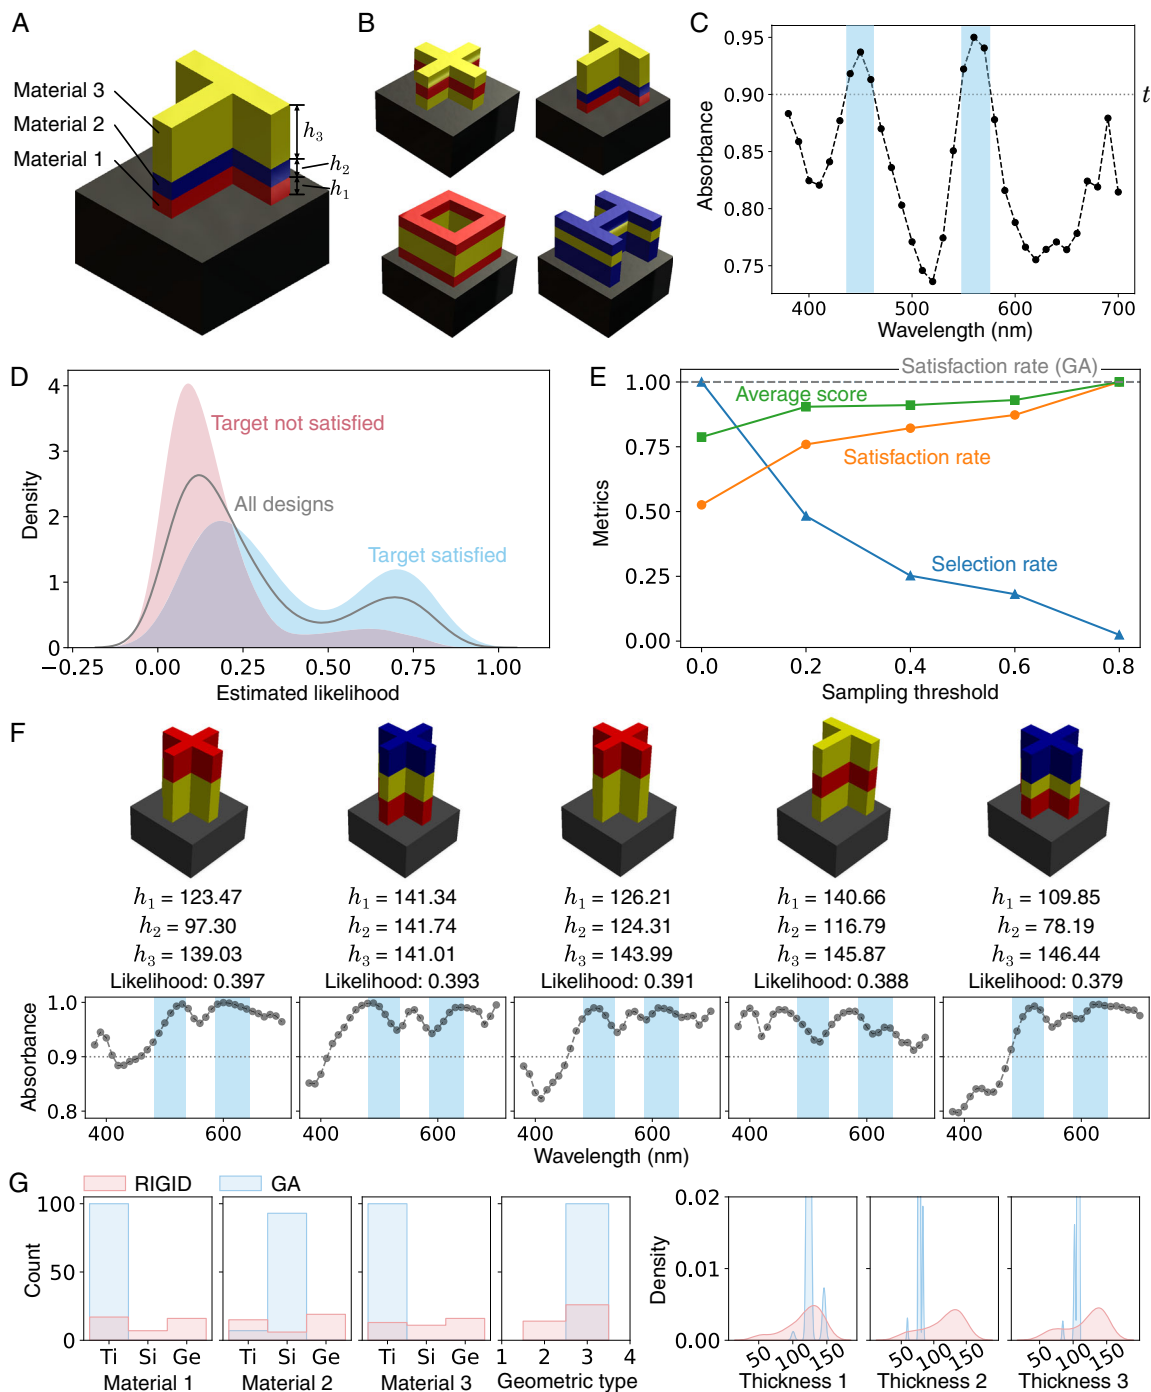 A
Material 3
Material 2
Material 1
h3
h2
h1
B
C
Absorbance
0.95
0.90
0.85
0.80
0.75
t
400
500
600
700
Wavelength (nm)
D
Density
4
3
2
1
0
Target not satisfied
All designs
Target satisfied
−0.25
0.00
0.25
0.50
0.75
1.00
Estimated likelihood
E
Metrics
1.00
0.75
0.50
0.25
0.00
Satisfaction rate (GA)
Average score
Satisfaction rate
Selection rate
0.0
0.2
0.4
0.6
0.8
Sampling threshold
F
h1 = 123.47
h2 = 97.30
h3 = 139.03
Likelihood: 0.397
h1 = 141.34
h2 = 141.74
h3 = 141.01
Likelihood: 0.393
h1 = 126.21
h2 = 124.31
h3 = 143.99
Likelihood: 0.391
h1 = 140.66
h2 = 116.79
h3 = 145.87
Likelihood: 0.388
h1 = 109.85
h2 = 78.19
h3 = 146.44
Likelihood: 0.379
Absorbance
1.0
0.9
0.8
400 600
400 600
400 600
400 600
400 600
Wavelength (nm)
G
RIGID
GA
Count
100
50
0
Ti Si Ge
Material 1
Ti Si Ge
Material 2
Ti Si Ge
Material 3
1 2 3 4
Geometric type
Density
0.02
0.01
0.00
50 100 150
Thickness 1
50 100 150
Thickness 2
50 100 150
Thickness 3